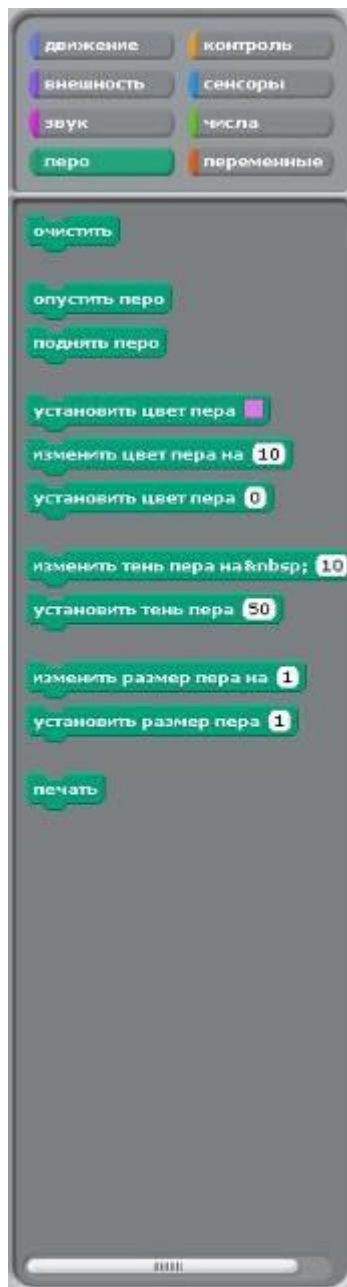 движение контроль
внешность сенсоры
звук числа
перо переменные
очистить
опустить перо
поднять перо
установить цвет пера
изменить цвет пера на 10
установить цвет пера 0
изменить тень пера на&nbsp; 10
установить тень пера 50
изменить размер пера на 1
установить размер пера 1
печать